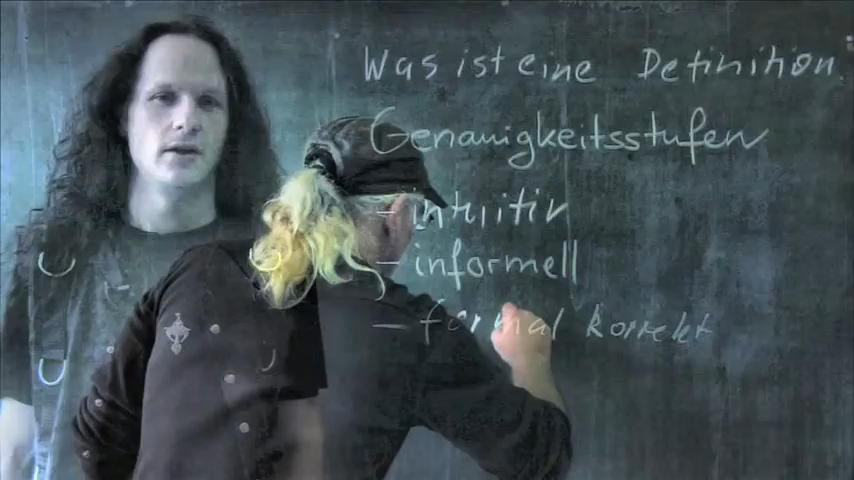 Was ist eine Definition
Genauigkeitsstufen
- intuitiv
- informell
- formal korrekt